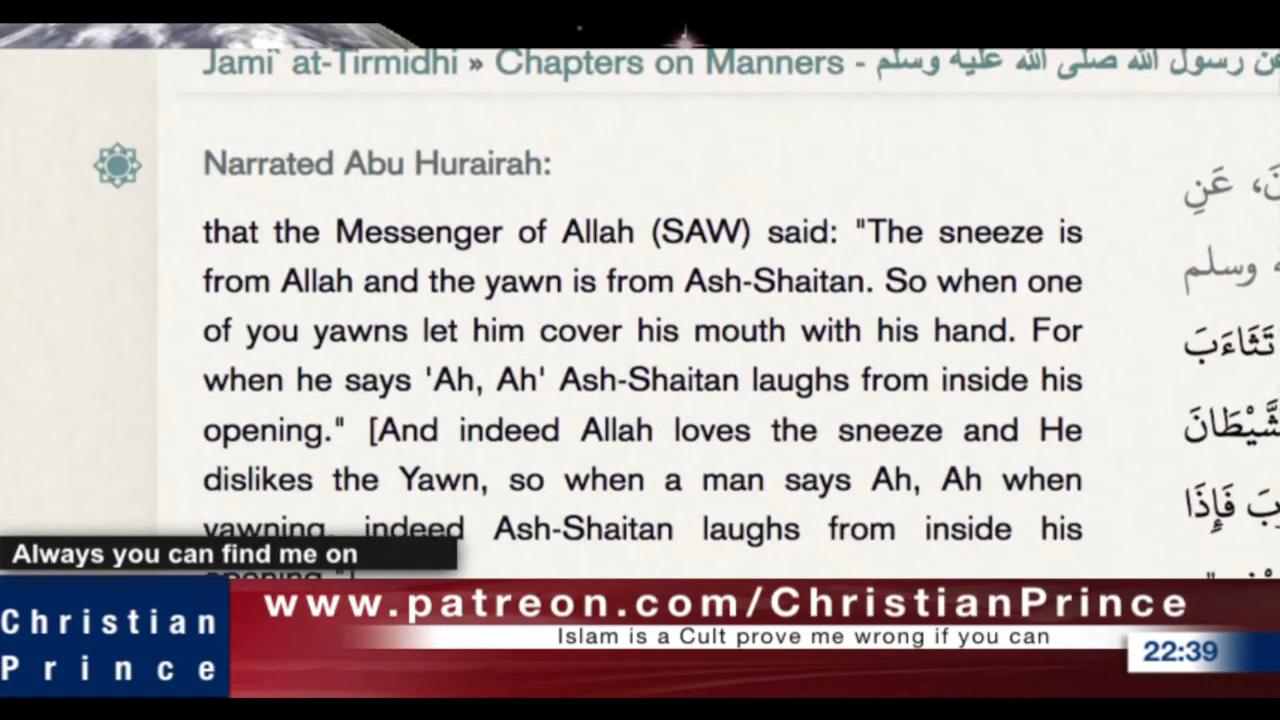 Jami` at-Tirmidhi » Chapters on Manners - عن رسول الله صلى الله عليه وسلم
Narrated Abu Hurairah:
that the Messenger of Allah (SAW) said: "The sneeze is
from Allah and the yawn is from Ash-Shaitan. So when one
of you yawns let him cover his mouth with his hand. For
when he says 'Ah, Ah' Ash-Shaitan laughs from inside his
opening." [And indeed Allah loves the sneeze and He
dislikes the Yawn, so when a man says Ah, Ah when
yawning, indeed Ash-Shaitan laughs from inside his
opening."]
، عَنِ
وسلم
تَثَاءَبَ
شَّيْطَانَ
فَإِذَا
Always you can find me on
Christian
Prince
www.patreon.com/ChristianPrince
Islam is a Cult prove me wrong if you can
22:39